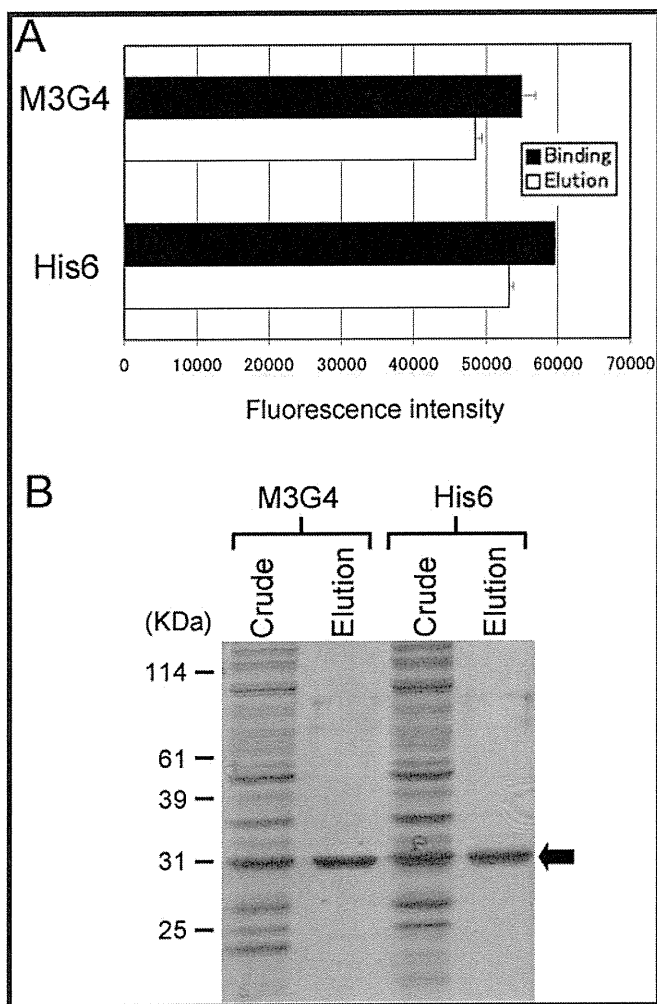 A
M3G4
His6
Binding
Elution
0 10000 20000 30000 40000 50000 60000 70000
Fluorescence intensity
B
M3G4 His6
Crude Elution Crude Elution
(KDa)
114
61
39
31
25